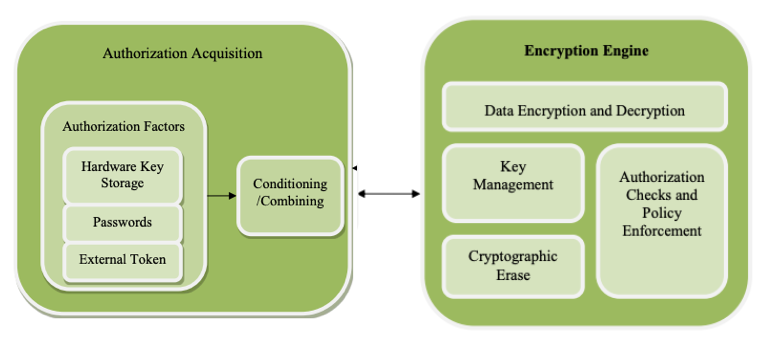 Authorization Acquisition
Authorization Factors
Hardware Key
Storage
Passwords
External Token
Conditioning
/Combining
Encryption Engine
Data Encryption and Decryption
Key
Management
Cryptographic
Erase
Authorization
Checks and
Policy
Enforcement